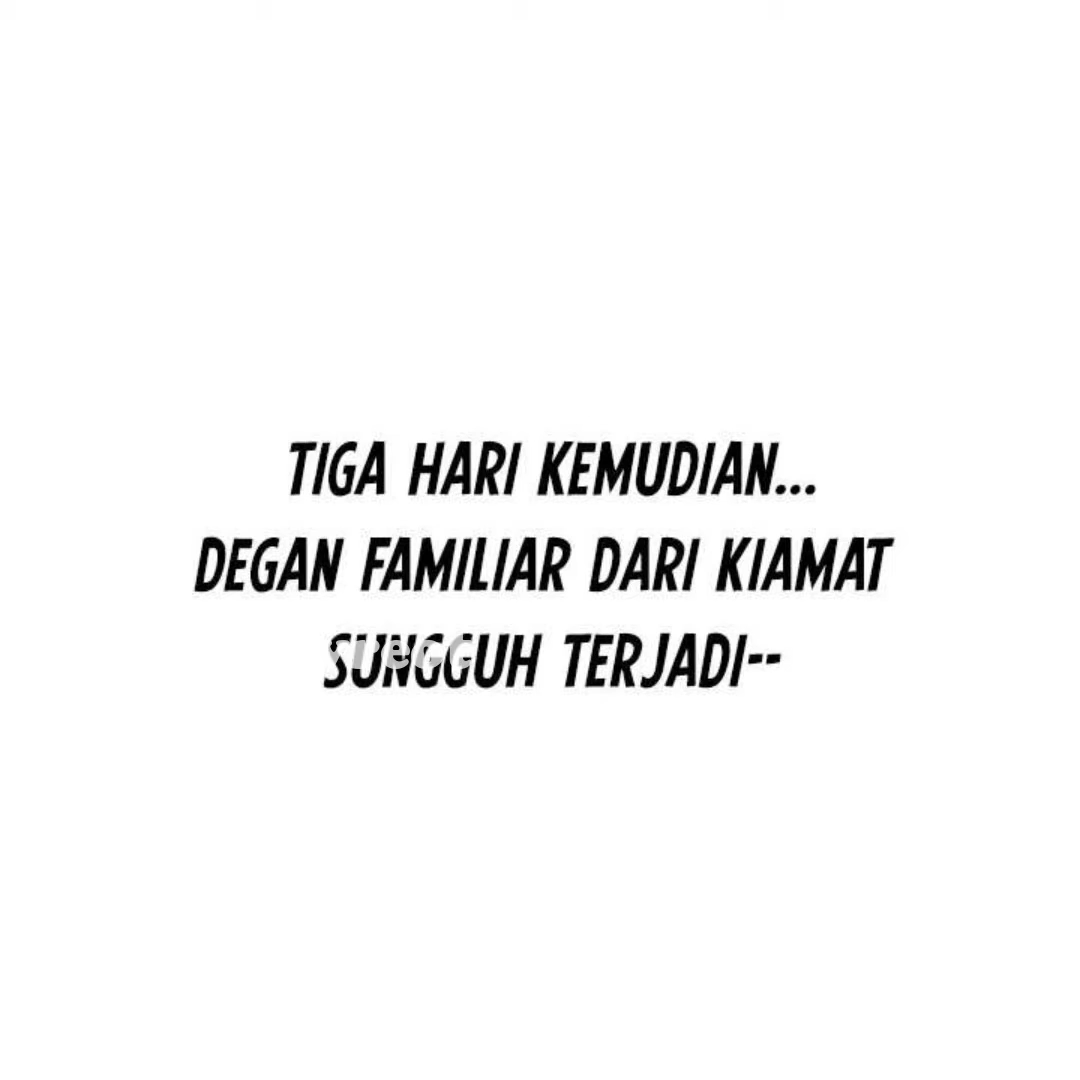 TIGA HARI KEMUDIAN...
DEGAN FAMILIAR DARI KIAMAT
SUNGGUH TERJADI--